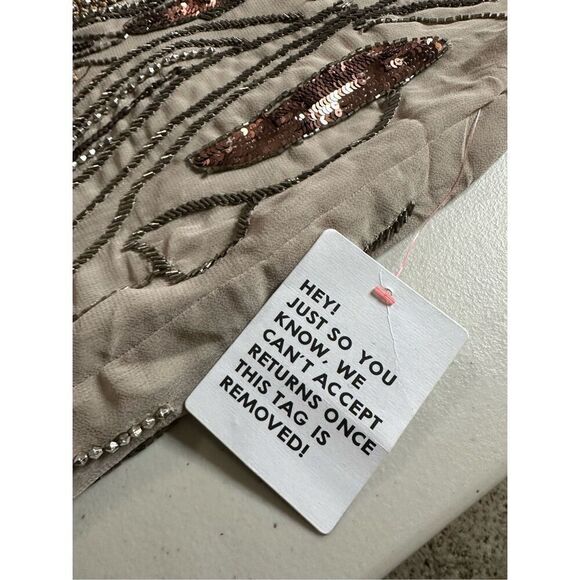 HEY!
JUST SO YOU
KNOW, WE
CAN'T ACCEPT
RETURNS ONCE
THIS TAG IS
REMOVED!